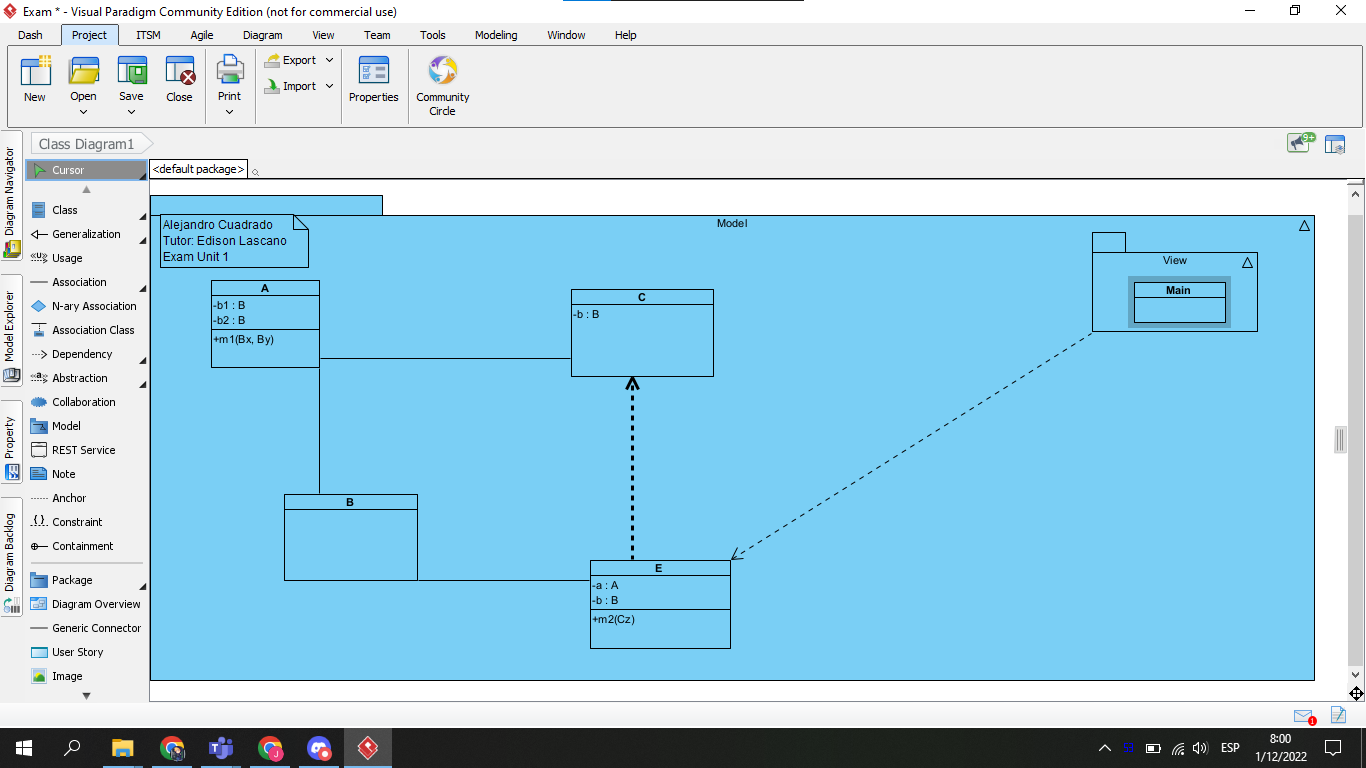 Exam * - Visual Paradigm Community Edition (not for commercial use)
Dash Project ITSM Agile Diagram View Team Tools Modeling Window Help
New Open Save Close Print Export Import Properties Community Circle
Class Diagram1
9+
Diagram Navigator
Model Explorer
Property
Diagram Backlog
Cursor
Class
Generalization
«U» Usage
Association
N-ary Association
Association Class
Dependency
«a» Abstraction
Collaboration
Model
REST Service
Note
Anchor
{} Constraint
Containment
Package
Diagram Overview
Generic Connector
User Story
Image
<default package>
Model
Alejandro Cuadrado
Tutor: Edison Lascano
Exam Unit 1
A
-b1 : B
-b2 : B
+m1(Bx, By)
C
-b : B
View
Main
B
E
-a : A
-b : B
+m2(Cz)
1
J
ESP
8:00
1/12/2022